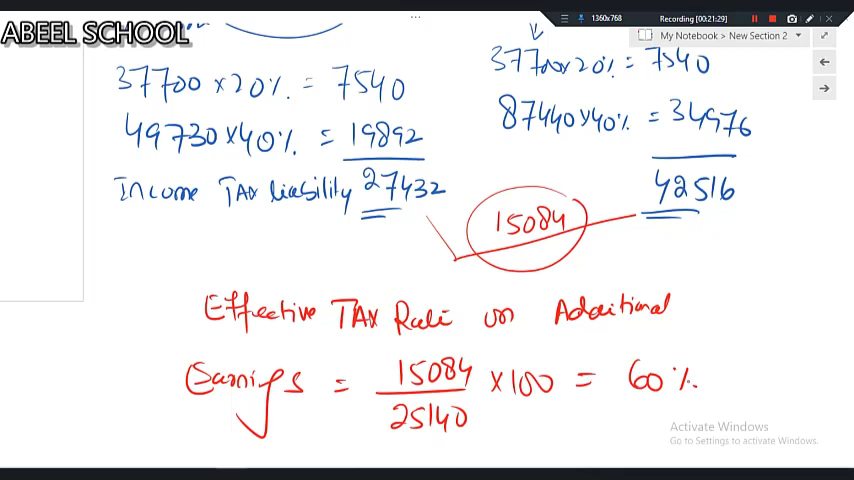 1360x768
Recording [00:21:29]
ABEEL SCHOOL
My Notebook > New Section 2
37700 x 20% = 7540
49730 x 40% = 19892
Income TAX liability 27432
37700 x 20% = 7540
87440 x 40% = 34976
42516
15084
Effective TAX Rate on Additional
Earnings = 15084 / 25140 x 100 = 60%
Activate Windows
Go to Settings to activate Windows.